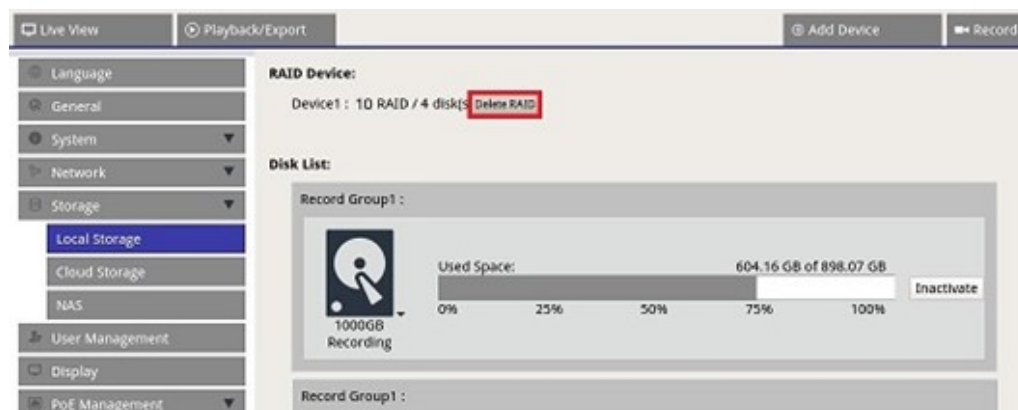 Live View
Playback/Export
Add Device
Record
Language
General
System
Network
Storage
Local Storage
Cloud Storage
NAS
User Management
Display
PoE Management
RAID Device:
Device1 : 10 RAID / 4 disk(s Delete RAID
Disk List:
Record Group1 :
Used Space: 604.16 GB of 898.07 GB
Inactivate
0% 25% 50% 75% 100%
1000GB
Recording
Record Group1 :